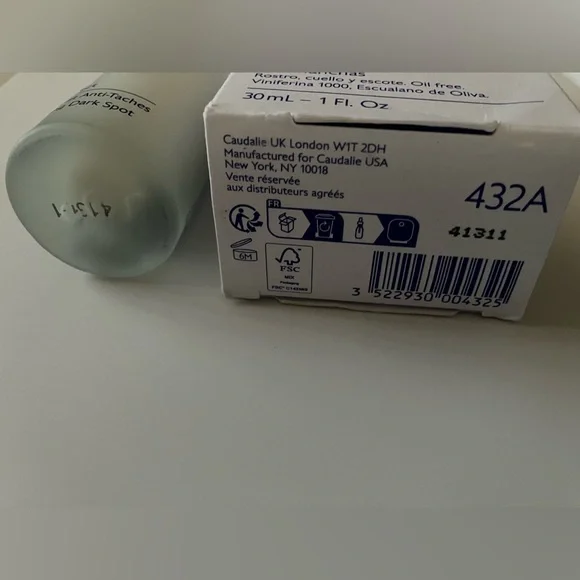 Anti-Taches
Dark Spot
4131-1
Rostro, cuello y escote. Oil free.
Viniferina 1000, Escualano de Oliva.
30 mL – 1 Fl. Oz
Caudalie UK London W1T 2DH
Manufactured for Caudalie USA
New York, NY 10018
Vente réservée
aux distributeurs agréés
432A
41311
FR
6M
FSC
MIX
3 522930 004325